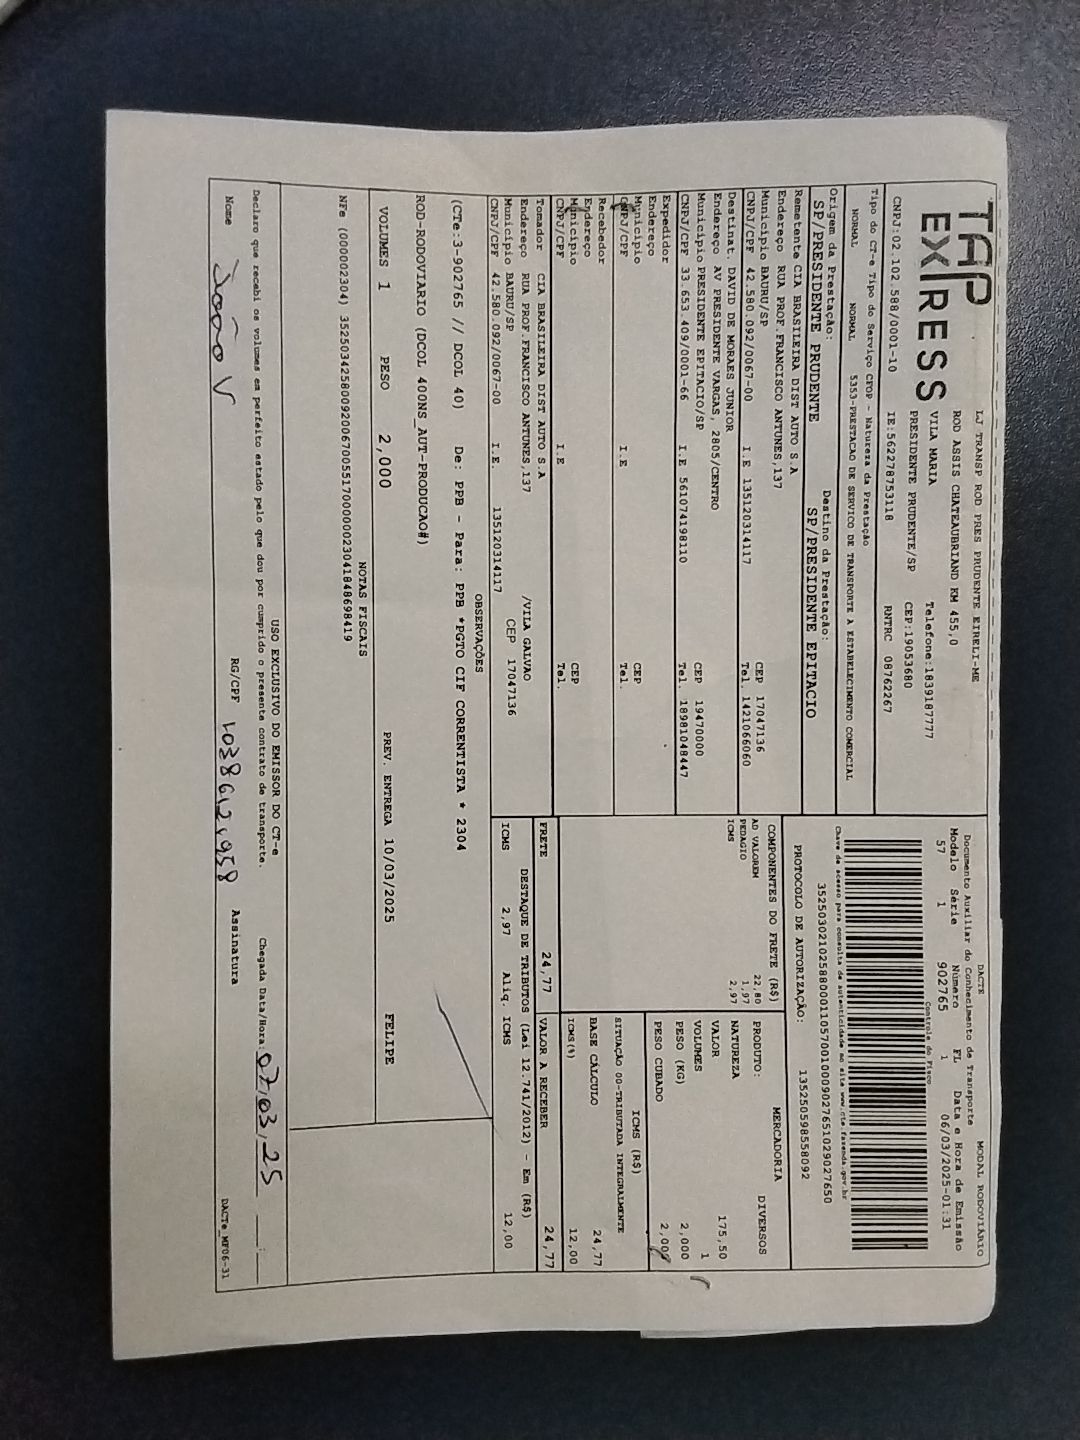 TAP EXPRESS
LJ TRANSP ROD PRES PRUDENTE EIRELI-ME
ROD ASSIS CHATEAUBRIAND KM 455,0
VILA MARIA Telefone:1839187777
PRESIDENTE PRUDENTE/SP CEP:19053680
CNPJ:02.102.588/0001-10 IE:562278753118 RNTRC 08762267
DACTE MODAL RODOVIÁRIO
Documento Auxiliar do Conhecimento de Transporte
Modelo Série Número FL Data e Hora de Emissão
57 1 902765 1 06/03/2025-01:31
Controle do Fisco
Chave de acesso para consulta de autenticidade no site www.cte.fazenda.gov.br
35250302102588000110570010009027651029027650
PROTOCOLO DE AUTORIZAÇÃO: 135250598558092
Tipo do CT-e Tipo do Serviço CFOP - Natureza da Prestação
NORMAL NORMAL 5353-PRESTACAO DE SERVICO DE TRANSPORTE A ESTABELECIMENTO COMERCIAL
Origem da Prestação: Destino da Prestação:
SP/PRESIDENTE PRUDENTE SP/PRESIDENTE EPITACIO
Remetente CIA BRASILEIRA DIST AUTO S.A
Endereço RUA PROF.FRANCISCO ANTUNES,137
Município BAURU/SP CEP 17047136
CNPJ/CPF 42.580.092/0067-00 I.E 135120314117 Tel. 1421066060
Destinat. DAVID DE MORAES JUNIOR
Endereço AV PRESIDENTE VARGAS, 2805/CENTRO
Município PRESIDENTE EPITACIO/SP CEP 19470000
CNPJ/CPF 33.653.409/0001-66 I.E 561074198110 Tel. 18981048447
Expedidor
Endereço
Município CEP
CNPJ/CPF I.E Tel.
Recebedor
Endereço
Município CEP
CNPJ/CPF I.E Tel.
Tomador CIA BRASILEIRA DIST AUTO S.A
Endereço RUA PROF.FRANCISCO ANTUNES,137 /VILA GALVAO
Município BAURU/SP CEP 17047136
CNPJ/CPF 42.580.092/0067-00 I.E 135120314117
COMPONENTES DO FRETE (R$)
AD VALOREM 22,80
PEDAGIO 1,97
ICMS 2,97
MERCADORIA
PRODUTO: DIVERSOS
NATUREZA
VALOR 175,50
VOLUMES 1
PESO (KG) 2,000
PESO CUBADO 2,000
ICMS (R$)
SITUAÇÃO 00-TRIBUTADA INTEGRALMENTE
BASE CÁLCULO 24,77
ICMS(%) 12,00
FRETE 24,77 VALOR A RECEBER 24,77
DESTAQUE DE TRIBUTOS (Lei 12.741/2012) - Em (R$)
ICMS 2,97 Aliq. ICMS 12,00
OBSERVAÇÕES
(CTe:3-902765 // DCOL 40) De: PPB - Para: PPB *PGTO CIF CORRENTISTA * 2304
ROD-RODOVIARIO (DCOL 400NS_AUT-PRODUCAO#)
VOLUMES 1 PESO 2,000 PREV. ENTREGA 10/03/2025 FELIPE
NOTAS FISCAIS
NFe (000002304) 35250342580092006700551700000023041848698419
USO EXCLUSIVO DO EMISSOR DO CT-e
Declaro que recebi os volumes em perfeito estado pelo que dou por cumprido o presente contrato de transporte. Chegada Data/Hora: 07,03,25 __:__
Nome João V RG/CPF Assinatura
DACTe_MF06-31